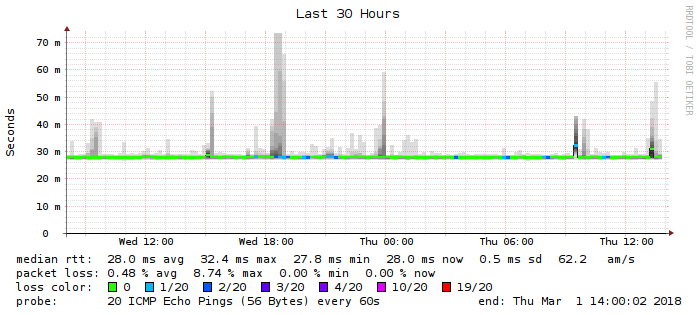 Last 30 Hours
RRDTOOL / TOBI OETIKER
Seconds
70 m
60 m
50 m
40 m
30 m
20 m
10 m
0
Wed 12:00 Wed 18:00 Thu 00:00 Thu 06:00 Thu 12:00
median rtt: 28.0 ms avg 32.4 ms max 27.8 ms min 28.0 ms now 0.5 ms sd 62.2 am/s
packet loss: 0.48 % avg 8.74 % max 0.00 % min 0.00 % now
loss color: 0 1/20 2/20 3/20 4/20 10/20 19/20
probe: 20 ICMP Echo Pings (56 Bytes) every 60s end: Thu Mar 1 14:00:02 2018